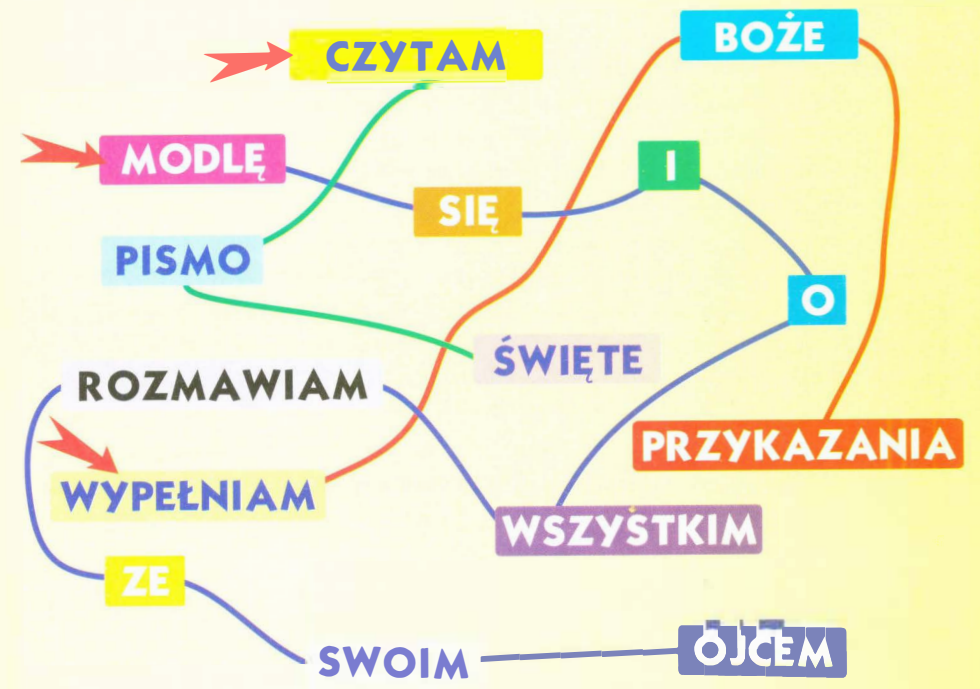 CZYTAM
BOŻE
MODLĘ
I
SIĘ
PISMO
O
ŚWIĘTE
ROZMAWIAM
PRZYKAZANIA
WYPEŁNIAM
WSZYSTKIM
ZE
SWOIM
OJCEM